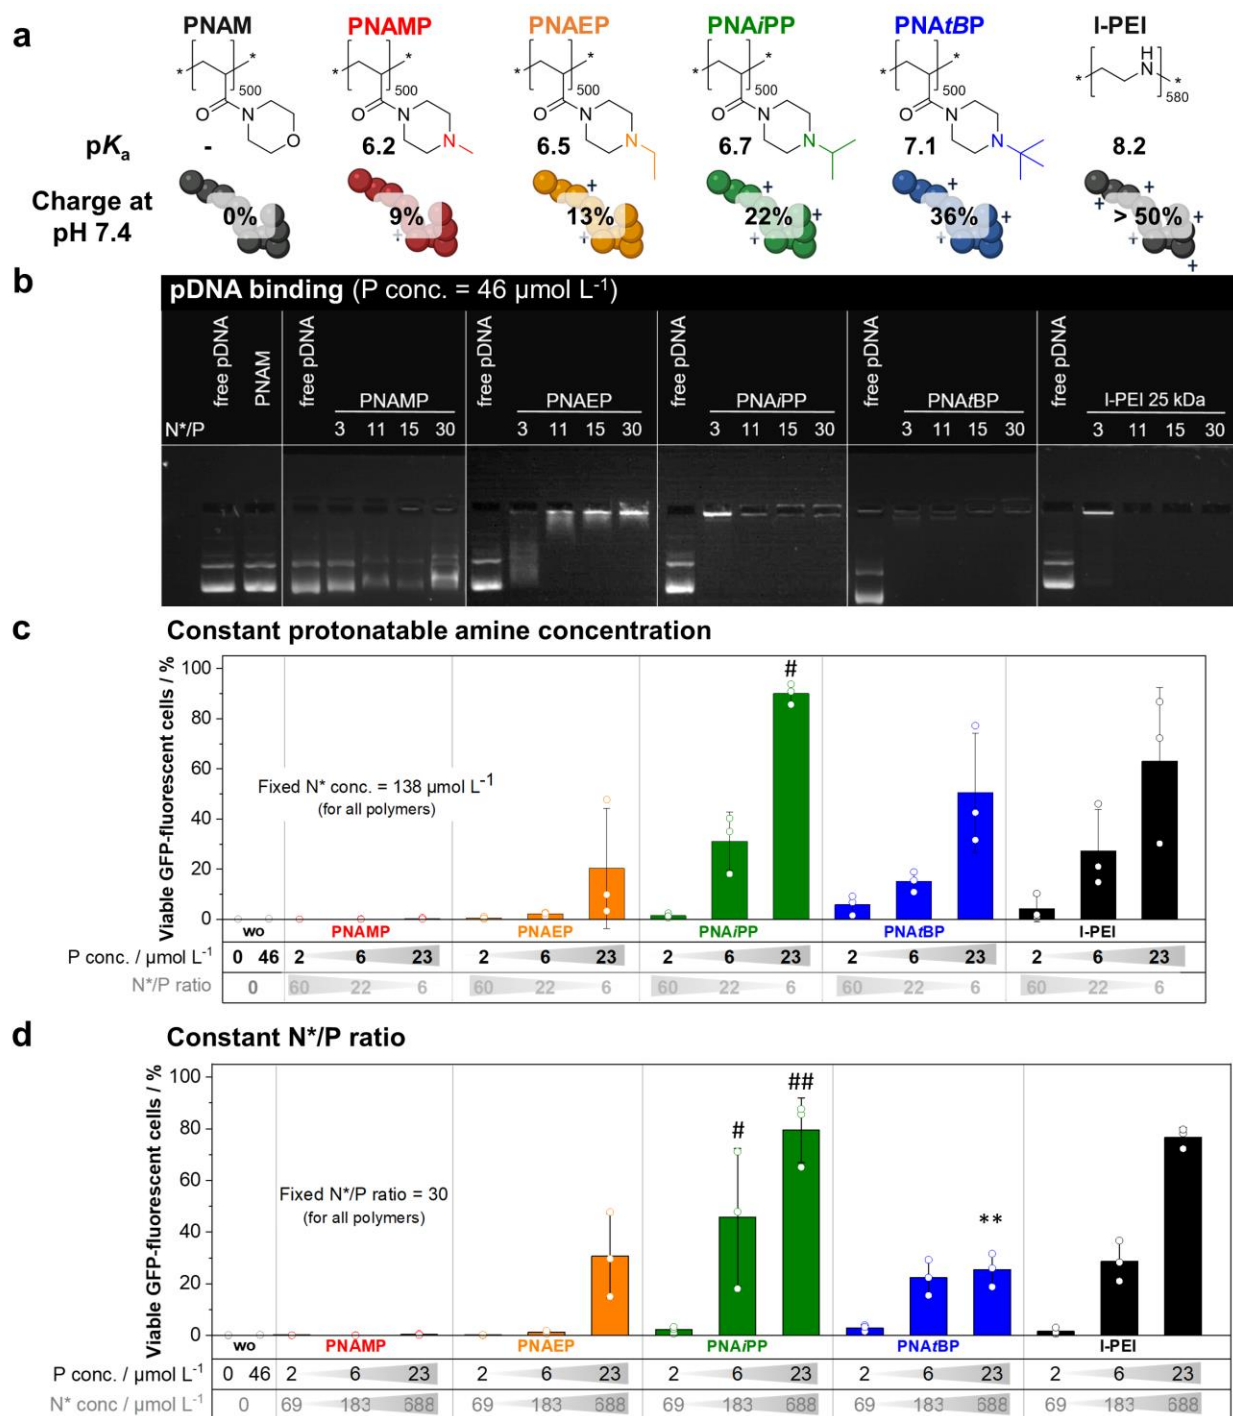 a
PNAM PNAMP PNAEP PNAiPP PNAtBP l-PEI
* * * * * * * * * * * *
H
N
500 500 500 500 500 580
O O O O O
N N N N N
O N N N N
pKa - 6.2 6.5 6.7 7.1 8.2
Charge at pH 7.4
0% 9% 13% 22% 36% > 50%
+ + + + + + + + + + +
b
pDNA binding (P conc. = 46 µmol L-1)
free pDNA PNAM free pDNA PNAMP PNAEP free pDNA PNAiPP free pDNA PNAtBP l-PEI 25 kDa
N*/P 3 11 15 30 3 11 15 30 3 11 15 30 3 11 15 30 3 11 15 30
c
Constant protonatable amine concentration
Viable GFP-fluorescent cells / %
100
80
60
40
20
0
#
Fixed N* conc. = 138 µmol L-1
(for all polymers)
wo PNAMP PNAEP PNAiPP PNAtBP l-PEI
P conc. / µmol L-1 0 46 2 6 23 2 6 23 2 6 23 2 6 23 2 6 23
N*/P ratio 0 60 22 6 60 22 6 60 22 6 60 22 6 60 22 6
d
Constant N*/P ratio
Viable GFP-fluorescent cells / %
100
80
60
40
20
0
# ## **
Fixed N*/P ratio = 30
(for all polymers)
wo PNAMP PNAEP PNAiPP PNAtBP l-PEI
P conc. / µmol L-1 0 46 2 6 23 2 6 23 2 6 23 2 6 23 2 6 23
N* conc / µmol L-1 0 69 183 688 69 183 688 69 183 688 69 183 688 69 183 688